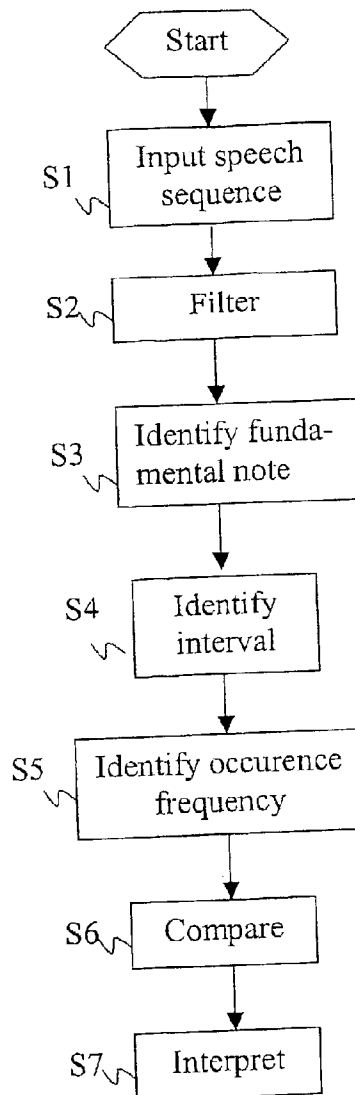 Start
S1
Input speech
sequence
S2
Filter
S3
Identify funda-
mental note
S4
Identify
interval
S5
Identify occurence
frequency
S6
Compare
S7
Interpret